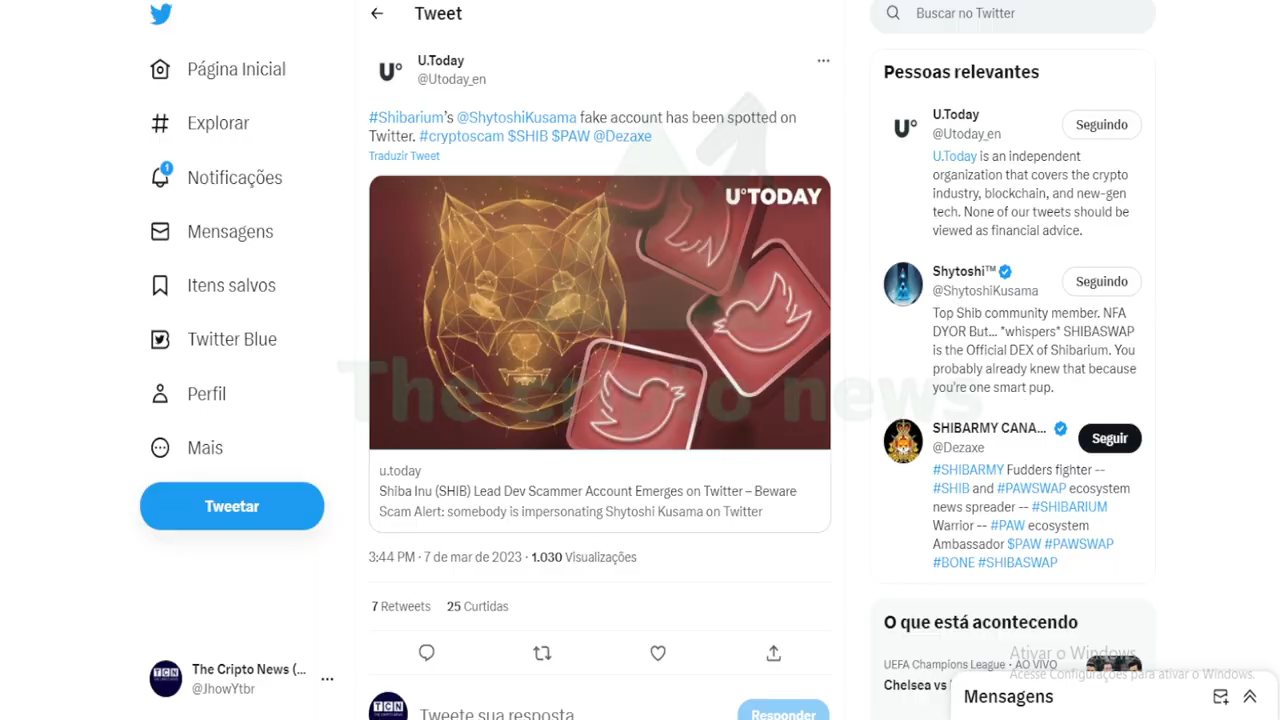 Tweet
Buscar no Twitter
Página Inicial
Explorar
1
Notificações
Mensagens
Itens salvos
Twitter Blue
Perfil
Mais
Tweetar
The Cripto News (...
@JhowYtbr
U.Today
@Utoday_en
#Shibarium's @ShytoshiKusama fake account has been spotted on
Twitter. #cryptoscam $SHIB $PAW @Dezaxe
Traduzir Tweet
U°TODAY
The crypto news
u.today
Shiba Inu (SHIB) Lead Dev Scammer Account Emerges on Twitter – Beware
Scam Alert: somebody is impersonating Shytoshi Kusama on Twitter
3:44 PM · 7 de mar de 2023 · 1.030 Visualizações
7 Retweets 25 Curtidas
TCN
Tweete sua resposta
Responder
Pessoas relevantes
U.Today
@Utoday_en
Seguindo
U.Today is an independent
organization that covers the crypto
industry, blockchain, and new-gen
tech. None of our tweets should be
viewed as financial advice.
Shytoshi™
@ShytoshiKusama
Seguindo
Top Shib community member. NFA
DYOR But... *whispers* SHIBASWAP
is the Official DEX of Shibarium. You
probably already knew that because
you're one smart pup.
SHIBARMY CANA...
@Dezaxe
Seguir
#SHIBARMY Fudders fighter --
#SHIB and #PAWSWAP ecosystem
news spreader -- #SHIBARIUM
Warrior -- #PAW ecosystem
Ambassador $PAW #PAWSWAP
#BONE #SHIBASWAP
O que está acontecendo
UEFA Champions League · AO VIVO
Chelsea vs
Ativar o Windows
Acesse Configurações para ativar o Windows.
Mensagens